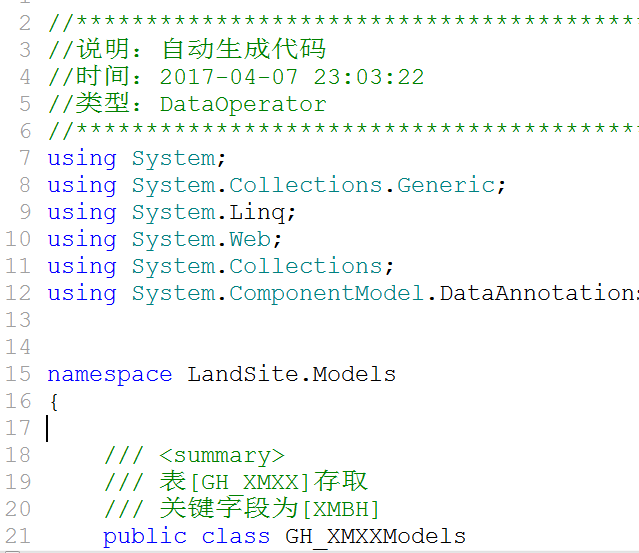 2 //****************************************
3 //说明：自动生成代码
4 //时间：2017-04-07 23:03:22
5 //类型：DataOperator
6 //****************************************
7 using System;
8 using System.Collections.Generic;
9 using System.Linq;
10 using System.Web;
11 using System.Collections;
12 using System.ComponentModel.DataAnnotations
13
14
15 namespace LandSite.Models
16 {
17
18 /// <summary>
19 /// 表[GH_XMXX]存取
20 /// 关键字段为[XMBH]
21 public class GH_XMXXModels